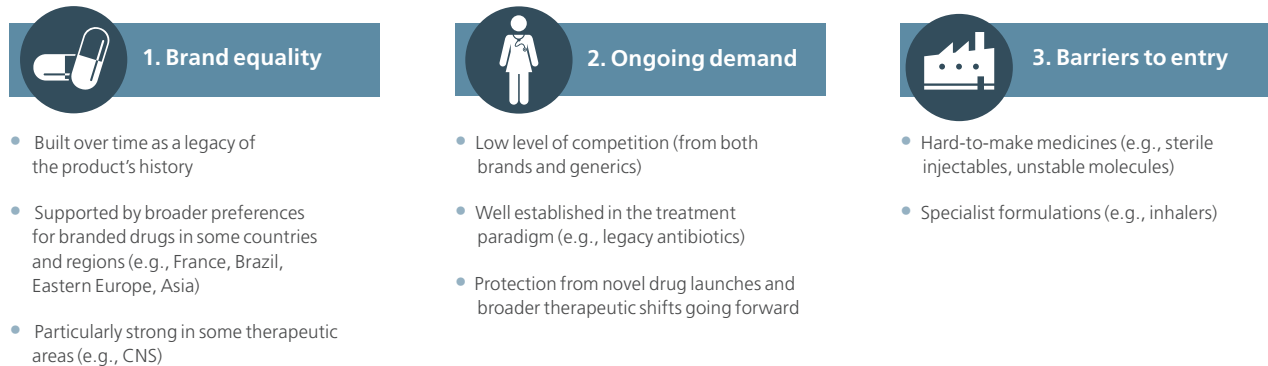 1. Brand equality
• Built over time as a legacy of
the product's history
• Supported by broader preferences
for branded drugs in some countries
and regions (e.g., France, Brazil,
Eastern Europe, Asia)
• Particularly strong in some therapeutic
areas (e.g., CNS)
2. Ongoing demand
• Low level of competition (from both
brands and generics)
• Well established in the treatment
paradigm (e.g., legacy antibiotics)
• Protection from novel drug launches and
broader therapeutic shifts going forward
3. Barriers to entry
• Hard-to-make medicines (e.g., sterile
injectables, unstable molecules)
• Specialist formulations (e.g., inhalers)